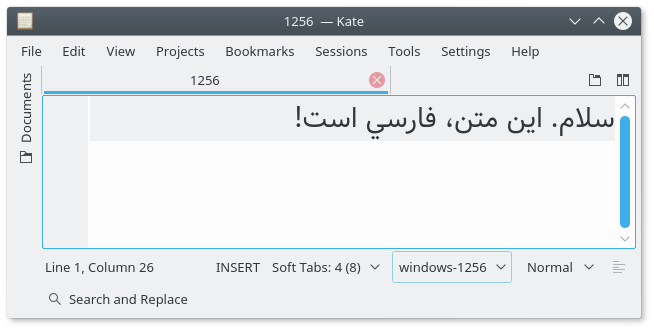 1256 — Kate
File Edit View Projects Bookmarks Sessions Tools Settings Help
1256
Documents
سلام. این متن، فارسي است!
Line 1, Column 26 INSERT Soft Tabs: 4 (8) windows-1256 Normal
Search and Replace